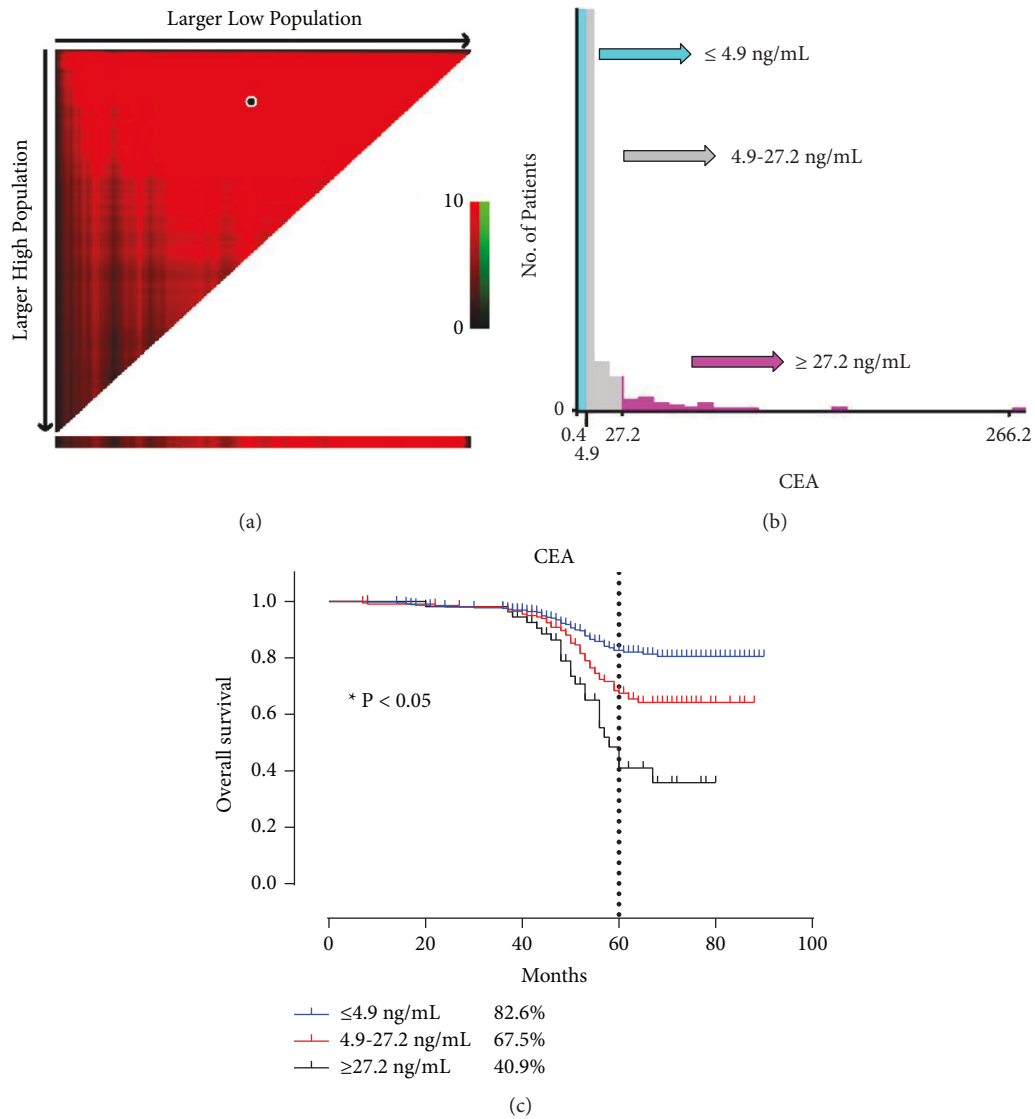 Larger Low Population
Larger High Population
10
0
(a)
No. of Patients
≤ 4.9 ng/mL
4.9-27.2 ng/mL
≥ 27.2 ng/mL
0
0.4 27.2 266.2
4.9
CEA
(b)
CEA
Overall survival
1.0
0.8
0.6
0.4
0.2
0.0
* P < 0.05
0 20 40 60 80 100
Months
≤4.9 ng/mL 82.6%
4.9-27.2 ng/mL 67.5%
≥27.2 ng/mL 40.9%
(c)